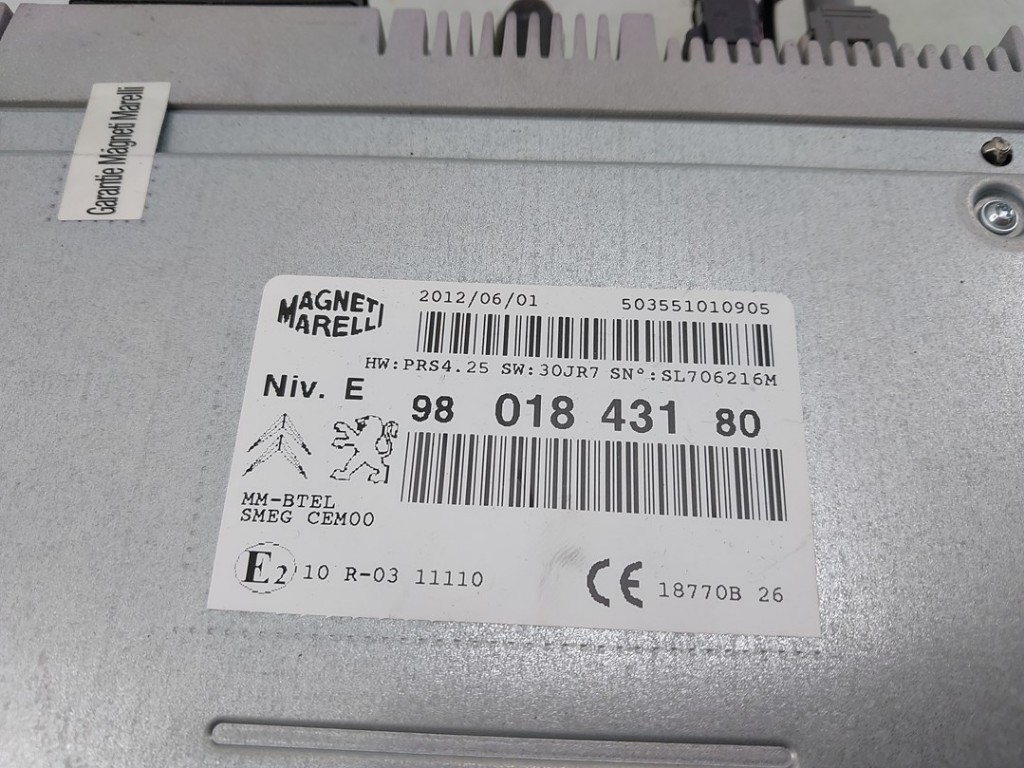 Garantie Mágneti Marelli
MAGNETI
MARELLI
2012/06/01 503551010905
HW:PRS4.25 SW:30JR7 SN°:SL706216M
Niv. E
98 018 431 80
MM-BTEL
SMEG CEM00
E2 10 R-03 11110
CE 18770B 26